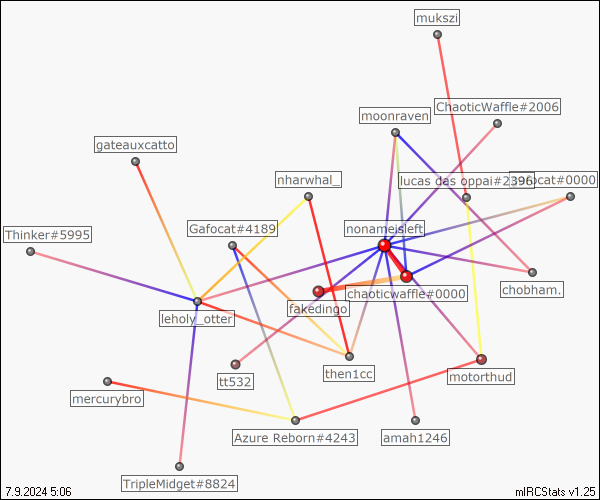 mukszi
ChaoticWaffle#2006
moonraven
gateauxcatto
nharwhal_
lucas das oppai#2396
cat#0000
Thinker#5995
Gafocat#4189
nonameisleft
chobham.
chaoticwaffle#0000
fakedingo
leholy_otter
then1cc
tt532
motorthud
mercurybro
Azure Reborn#4243
amah1246
TripleMidget#8824
7.9.2024 5:06
mIRCStats v1.25